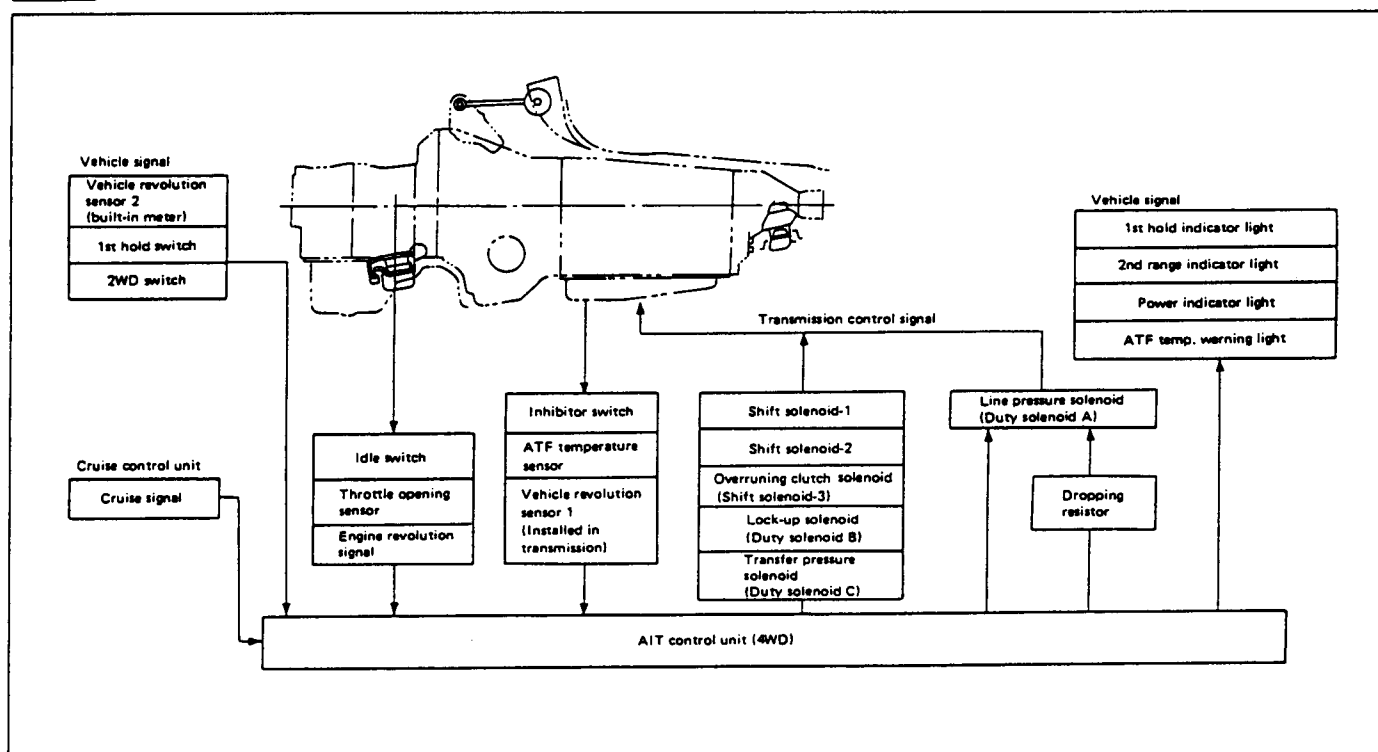 Vehicle signal
Vehicle revolution
sensor 2
(built-in meter)
1st hold switch
2WD switch
Cruise control unit
Cruise signal
Idle switch
Throttle opening
sensor
Engine revolution
signal
Inhibitor switch
ATF temperature
sensor
Vehicle revolution
sensor 1
(Installed in
transmission)
Transmission control signal
Shift solenoid-1
Shift solenoid-2
Overruning clutch solenoid
(Shift solenoid-3)
Lock-up solenoid
(Duty solenoid B)
Transfer pressure
solenoid
(Duty solenoid C)
Line pressure solenoid
(Duty solenoid A)
Dropping
resistor
Vehicle signal
1st hold indicator light
2nd range indicator light
Power indicator light
ATF temp. warning light
AIT control unit (4WD)